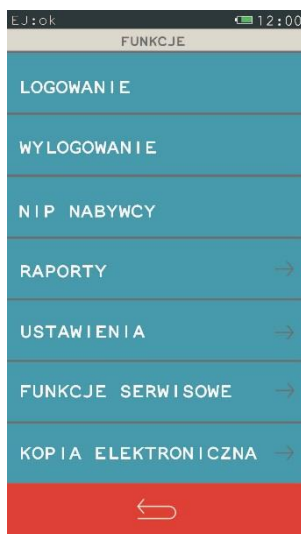 EJ:ok 12:00
FUNKCJE
LOGOWANIE
WYLOGOWANIE
NIP NABYWCY
RAPORTY
USTAWIENIA
FUNKCJE SERWISOWE
KOPIA ELEKTRONICZNA